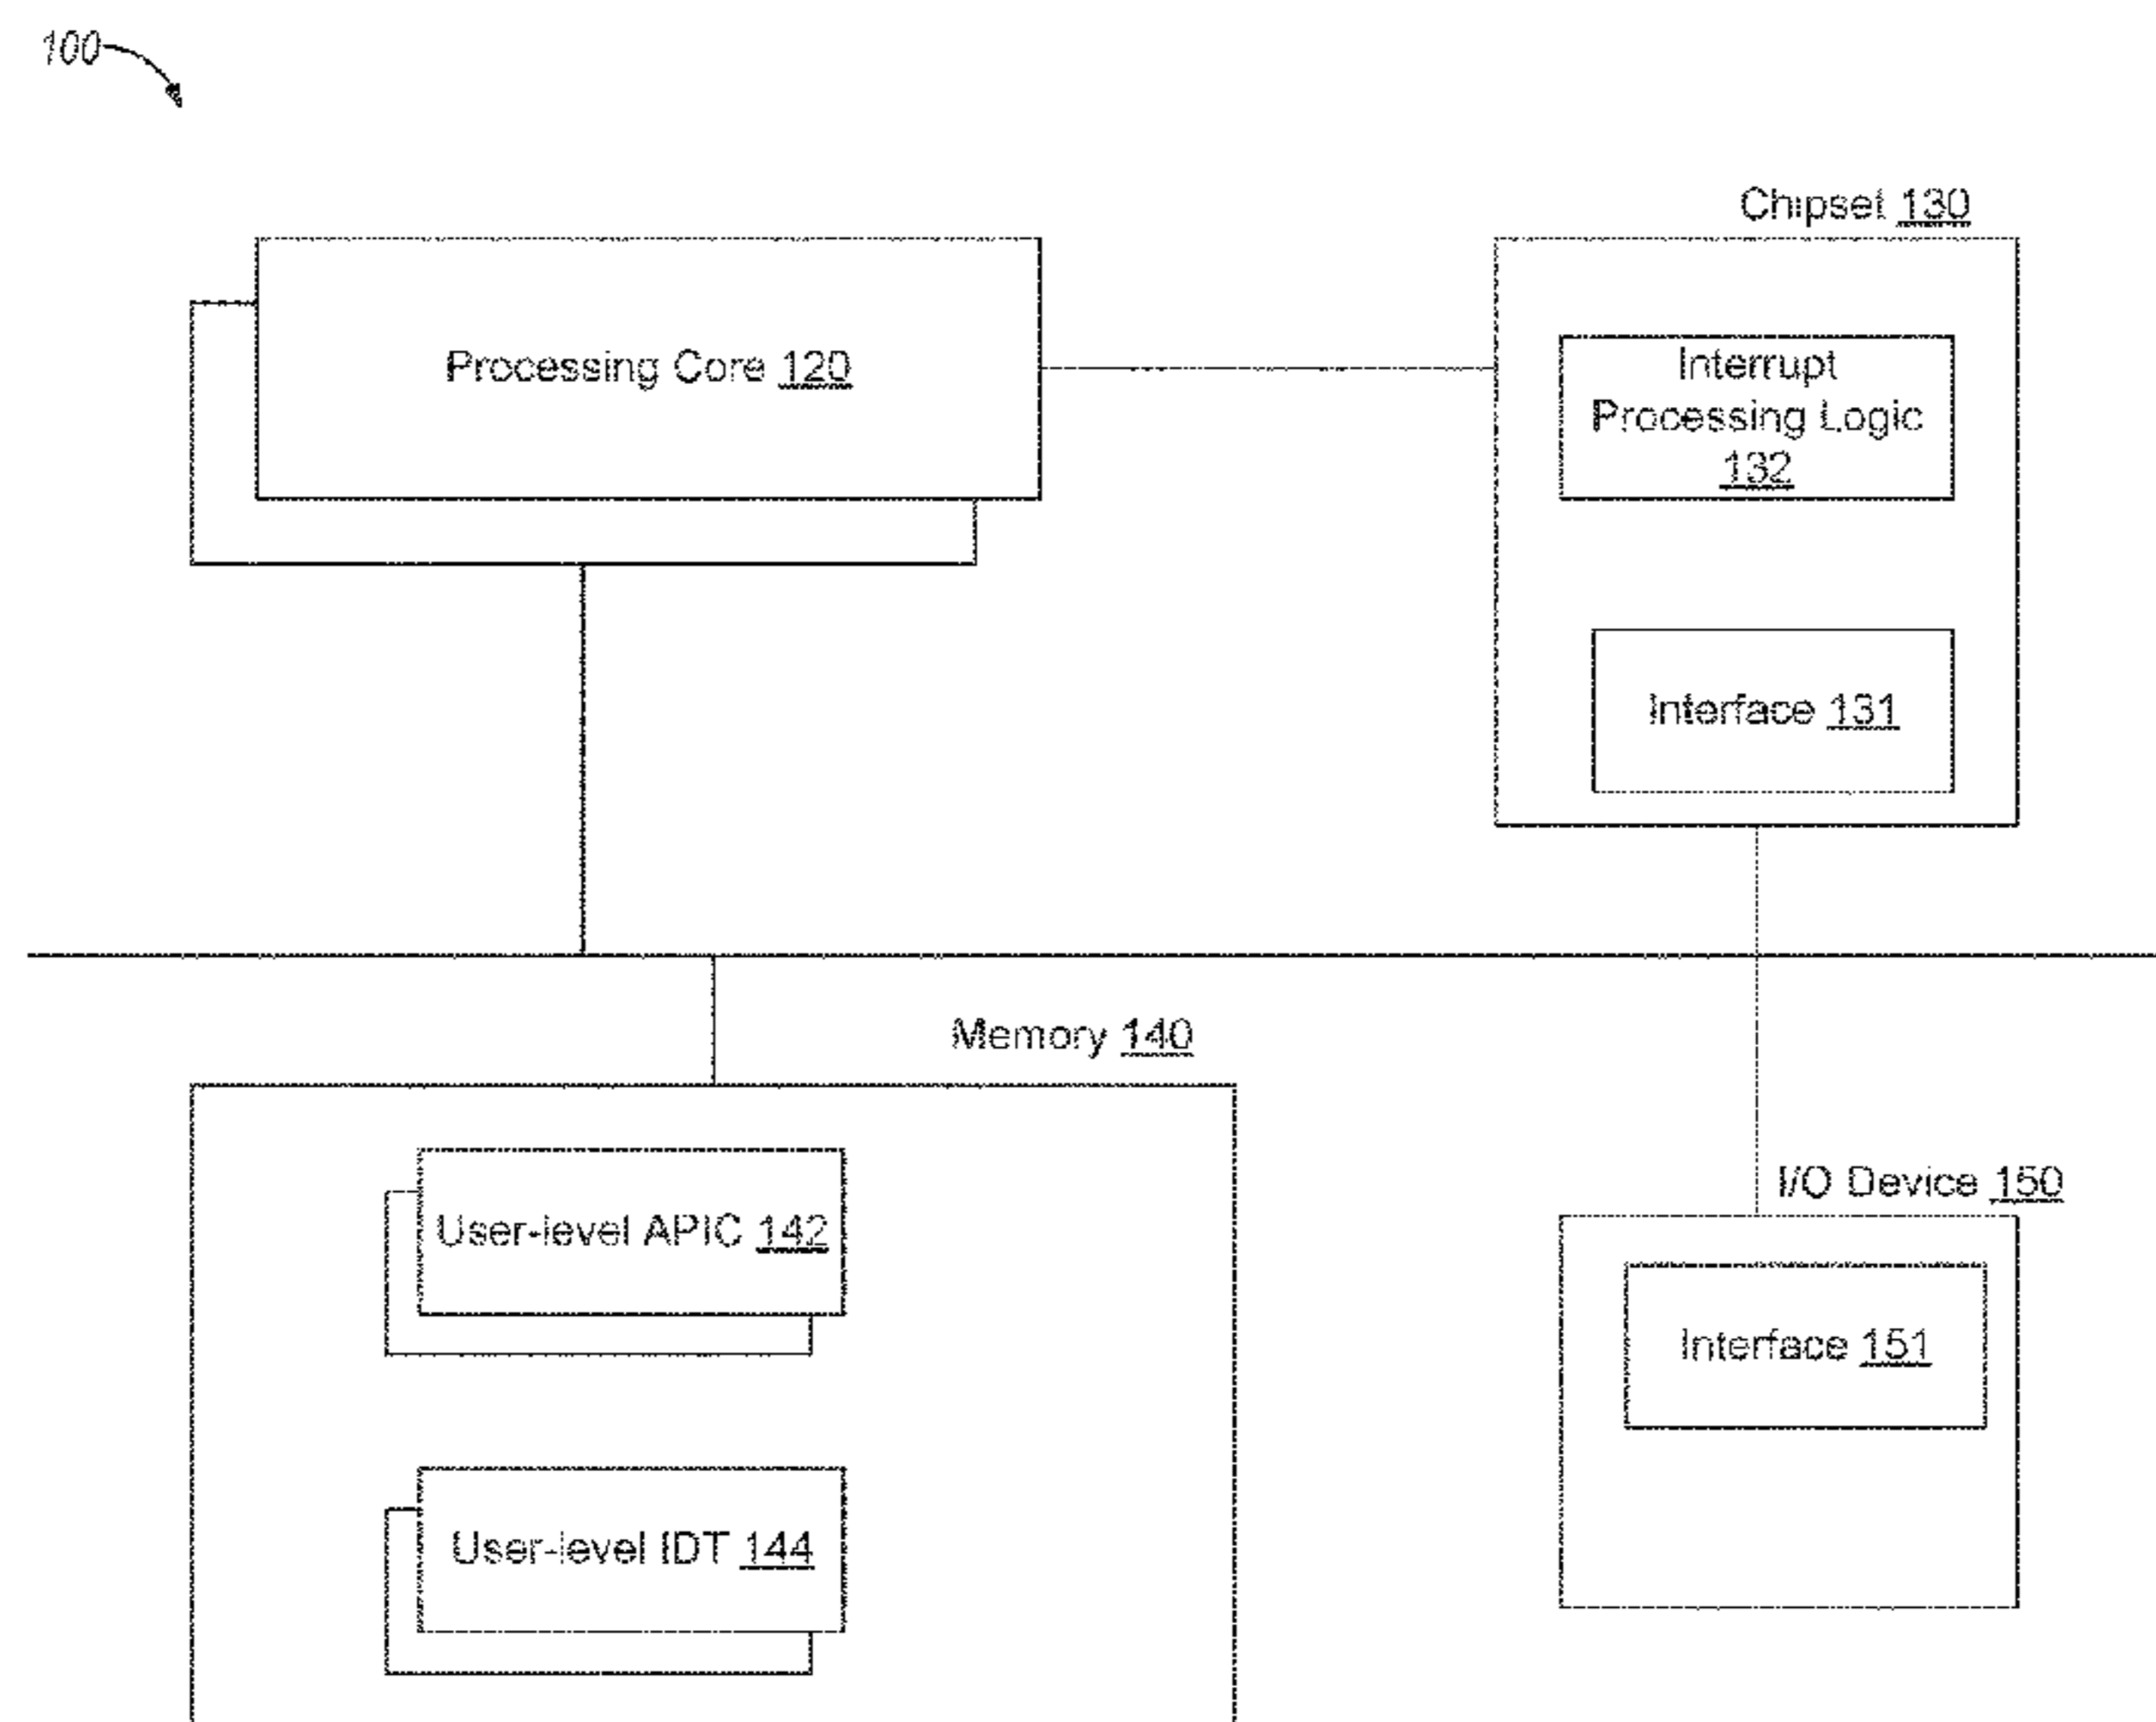 100
Chipset 130
Processing Core 120
Interrupt
Processing Logic
132
Interface 131
Memory 140
User-level APIC 142
I/O Device 150
Interface 151
User-level IDT 144